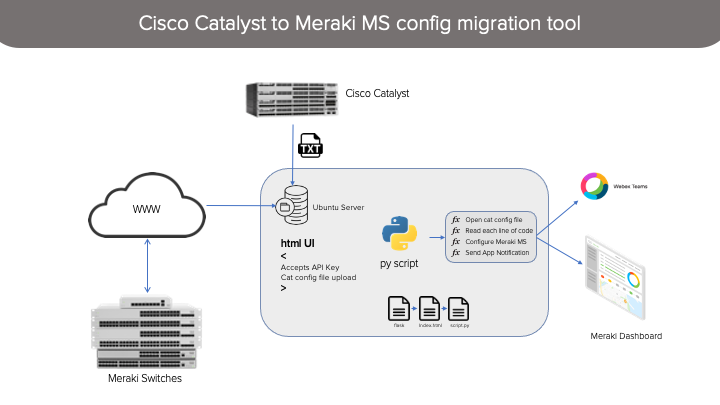 Cisco Catalyst to Meraki MS config migration tool
Cisco Catalyst
TXT
WWW
Ubuntu Server
html UI
<
Accepts API Key
Cat config file upload
>
py script
fx Open cat config file
fx Read each line of code
fx Configure Meraki MS
fx Send App Notification
flask
index.html
script.py
Webex Teams
Meraki Dashboard
Meraki Switches